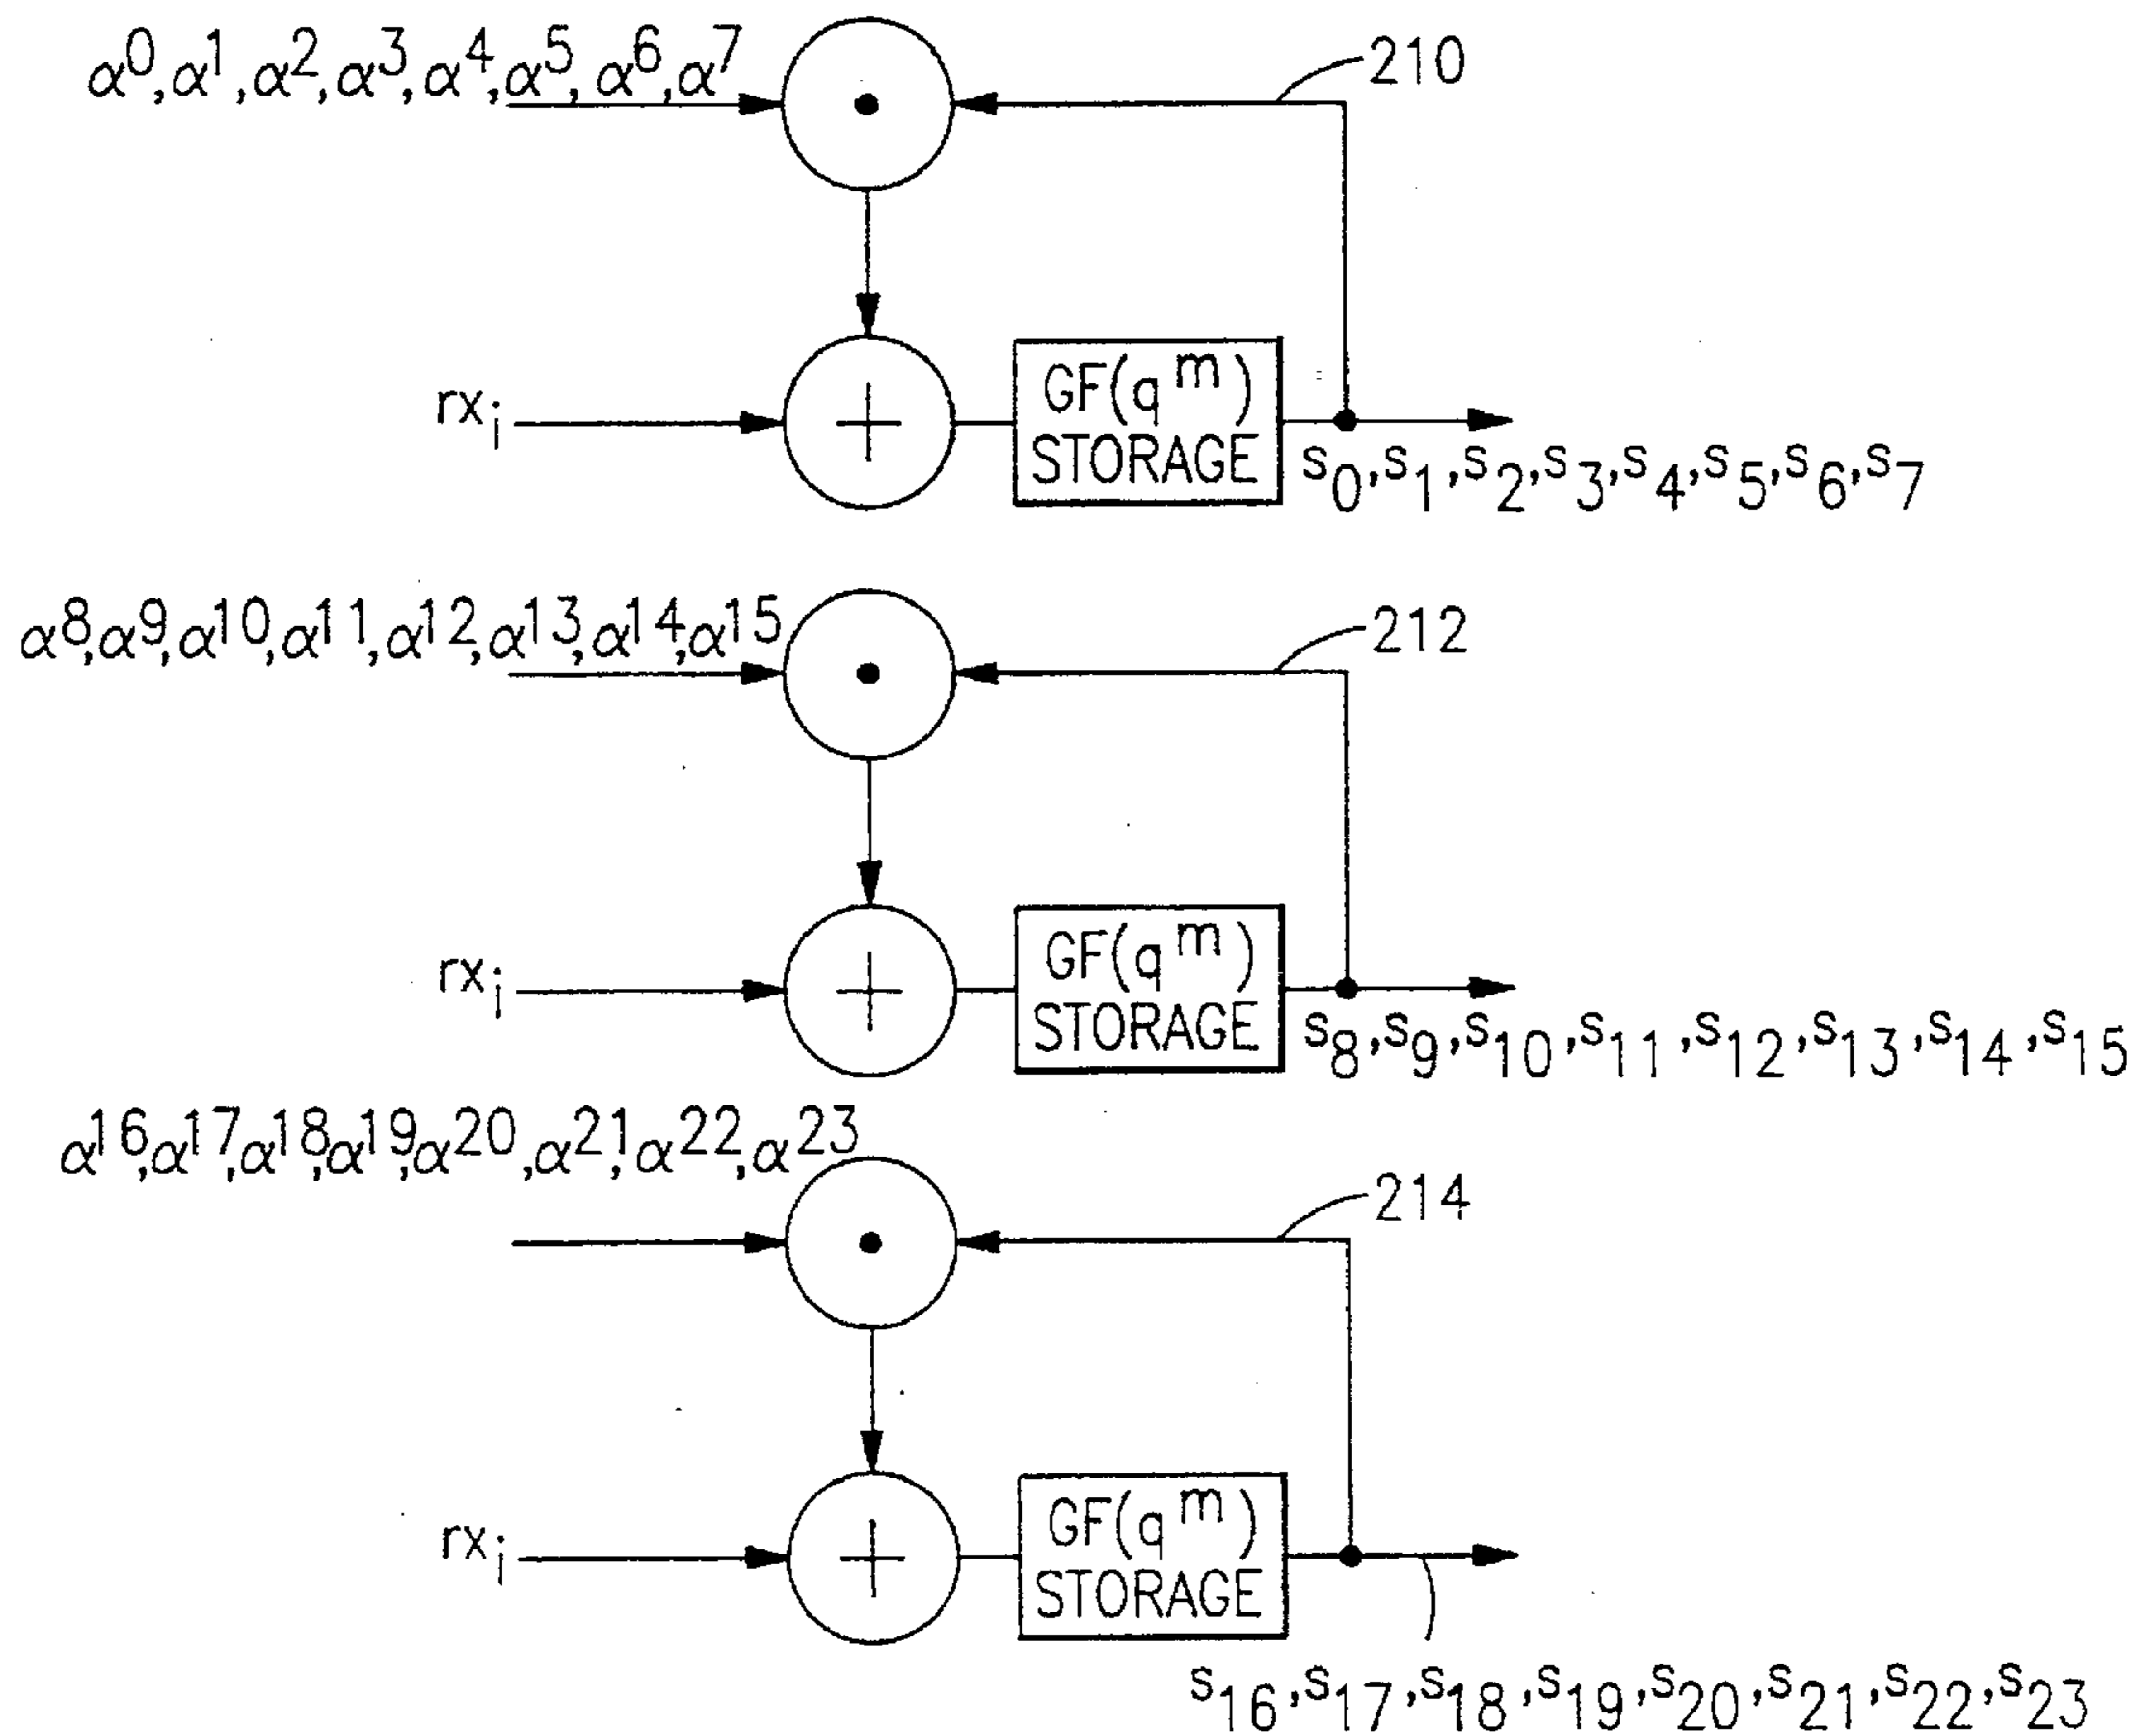 α⁰,α¹,α²,α³,α⁴,α⁵,α⁶,α⁷
210
rxᵢ
GF(qᵐ)
STORAGE
s₀,s₁,s₂,s₃,s₄,s₅,s₆,s₇
α⁸,α⁹,α¹⁰,α¹¹,α¹²,α¹³,α¹⁴,α¹⁵
212
rxᵢ
GF(qᵐ)
STORAGE
s₈,s₉,s₁₀,s₁₁,s₁₂,s₁₃,s₁₄,s₁₅
α¹⁶,α¹⁷,α¹⁸,α¹⁹,α²⁰,α²¹,α²²,α²³
214
rxᵢ
GF(qᵐ)
STORAGE
s₁₆,s₁₇,s₁₈,s₁₉,s₂₀,s₂₁,s₂₂,s₂₃